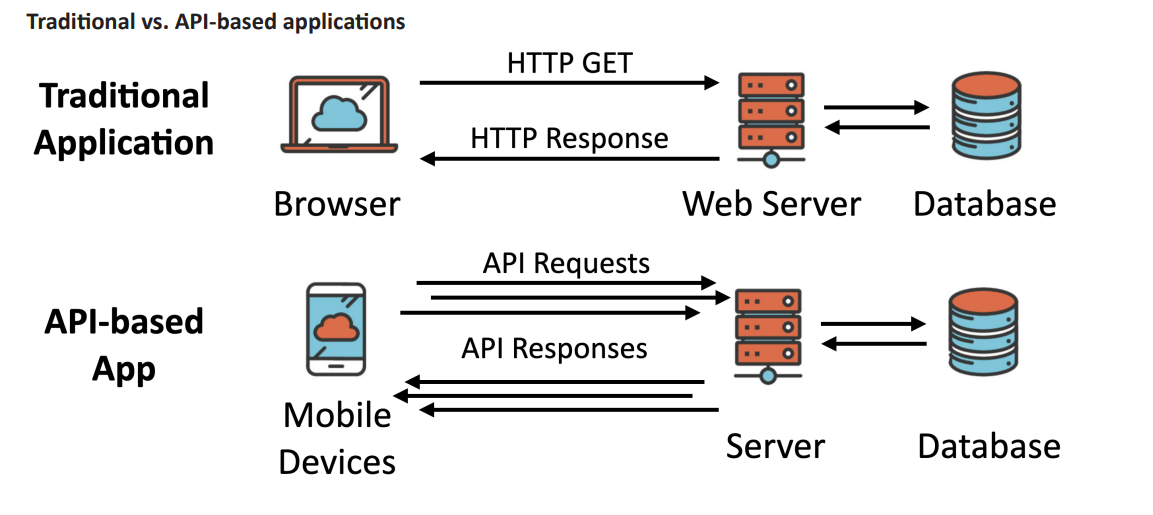 Traditional vs. API-based applications
Traditional
Application
HTTP GET
HTTP Response
Browser
Web Server
Database
API-based
App
API Requests
API Responses
Mobile
Devices
Server
Database